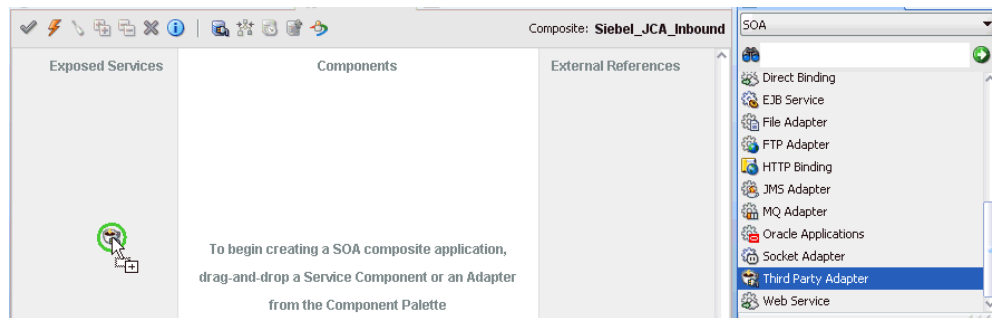 Composite: Siebel_JCA_Inbound
Exposed Services
Components
External References
To begin creating a SOA composite application,
drag-and-drop a Service Component or an Adapter
from the Component Palette
SOA
Direct Binding
EJB Service
File Adapter
FTP Adapter
HTTP Binding
JMS Adapter
MQ Adapter
Oracle Applications
Socket Adapter
Third Party Adapter
Web Service